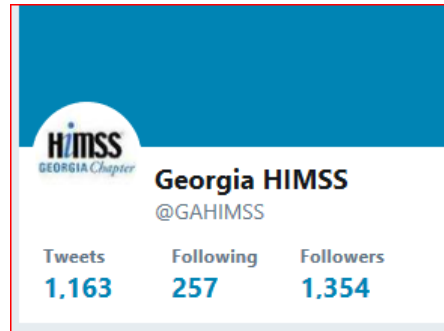 HiMSS
GEORGIA Chapter
Georgia HIMSS
@GAHIMSS
Tweets Following Followers
1,163 257 1,354